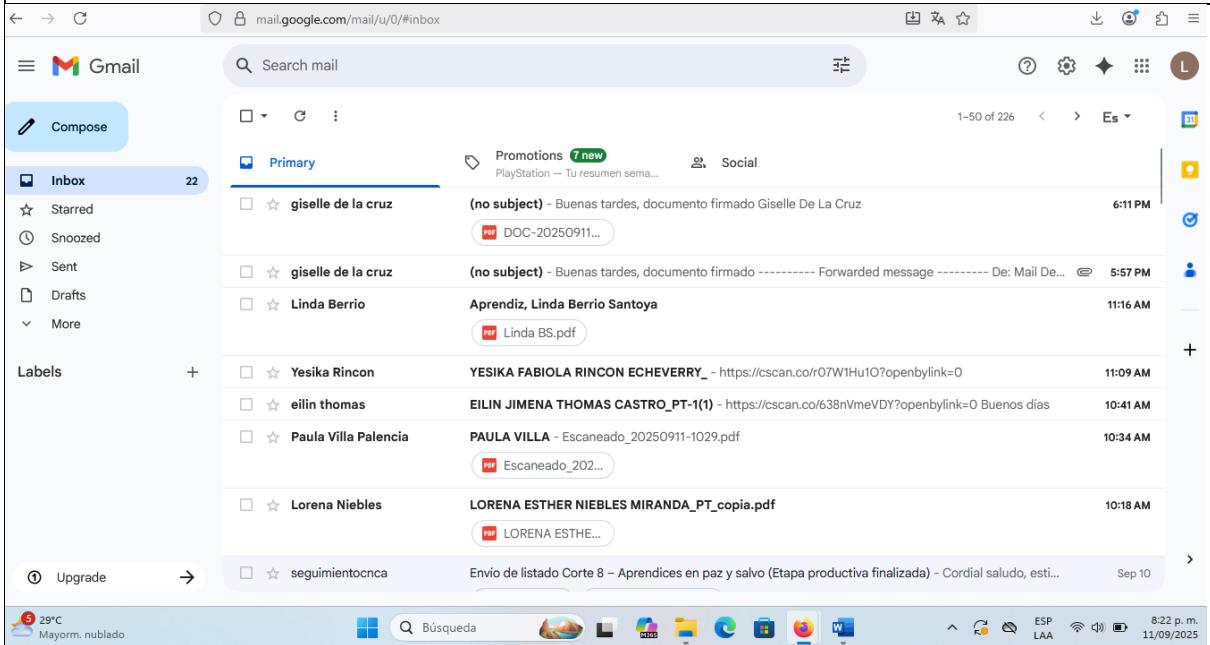 mail.google.com/mail/u/0/#inbox
Gmail
Search mail
L
Compose
1–50 of 226
Es
31
Primary
Promotions 7 new
PlayStation — Tu resumen sema...
Social
Inbox 22
Starred
Snoozed
Sent
Drafts
More
Labels
Upgrade
giselle de la cruz (no subject) - Buenas tardes, documento firmado Giselle De La Cruz 6:11 PM
PDF DOC-20250911...
giselle de la cruz (no subject) - Buenas tardes, documento firmado ---------- Forwarded message --------- De: Mail De... 5:57 PM
Linda Berrio Aprendiz, Linda Berrio Santoya 11:16 AM
PDF Linda BS.pdf
Yesika Rincon YESIKA FABIOLA RINCON ECHEVERRY_ - https://cscan.co/r07W1Hu1O?openbylink=0 11:09 AM
eilin thomas EILIN JIMENA THOMAS CASTRO_PT-1(1) - https://cscan.co/638nVmeVDY?openbylink=0 Buenos días 10:41 AM
Paula Villa Palencia PAULA VILLA - Escaneado_20250911-1029.pdf 10:34 AM
PDF Escaneado_202...
Lorena Niebles LORENA ESTHER NIEBLES MIRANDA_PT_copia.pdf 10:18 AM
PDF LORENA ESTHE...
seguimientocnca Envío de listado Corte 8 – Aprendices en paz y salvo (Etapa productiva finalizada) - Cordial saludo, esti... Sep 10
5
29°C
Mayorm. nublado
Búsqueda
M365
ESP
LAA
8:22 p. m.
11/09/2025